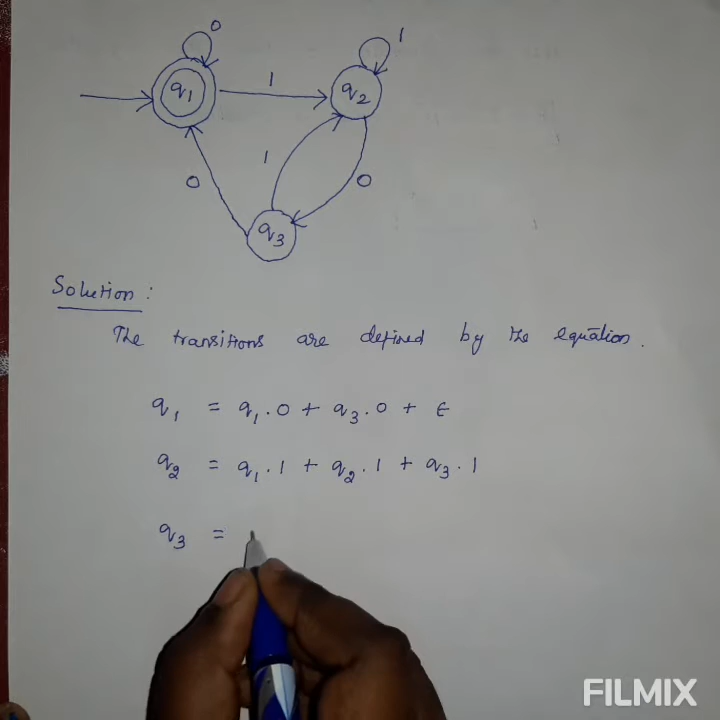 0
1
q1
1
q2
1
0
0
q3
Solution :
The transitions are defined by the equation.
q1 = q1 . 0 + q3 . 0 + ε
q2 = q1 . 1 + q2 . 1 + q3 . 1
q3 =
FILMIX